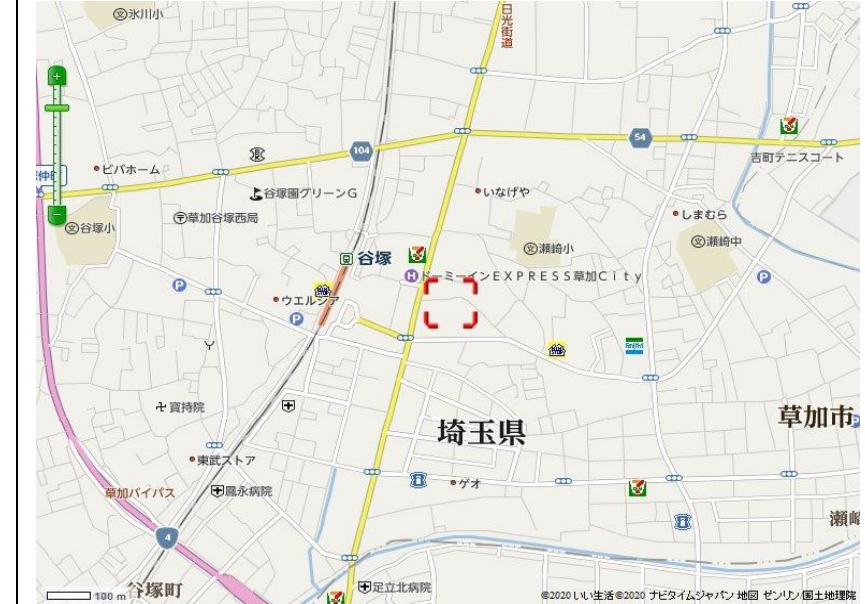 氷川小
日光街道
54
104
ビバホーム
吉町テニスコート
谷塚園グリーンG
いなげや
谷塚小
草加谷塚西局
しまむら
瀬崎小
瀬崎中
谷塚
ドーミーインEXPRESS草加City
ウエルシア
寶持院
草加市
埼玉県
東武ストア
ゲオ
草加バイパス
鳳永病院
瀬崎
4
足立北病院
谷塚町
100 m
©2020 いい生活 ©2020 ナビタイムジャパン 地図 ゼンリン/国土地理院